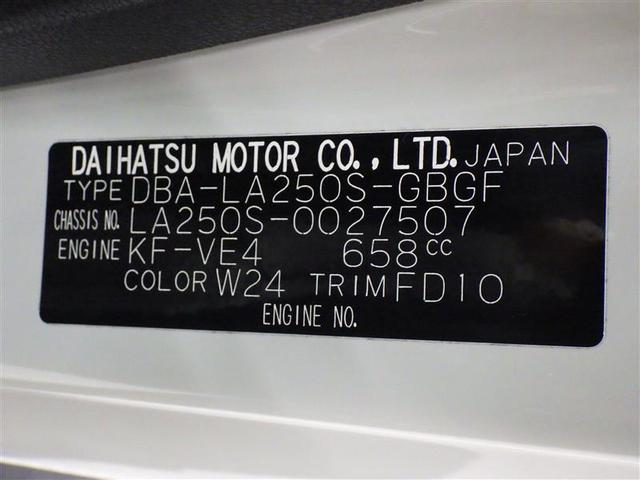 DAIHATSU MOTOR CO., LTD. JAPAN
TYPE DBA-LA250S-GBGF
CHASSIS NO. LA250S-0027507
ENGINE KF-VE4 658cc
COLOR W24 TRIM FD10
ENGINE NO.